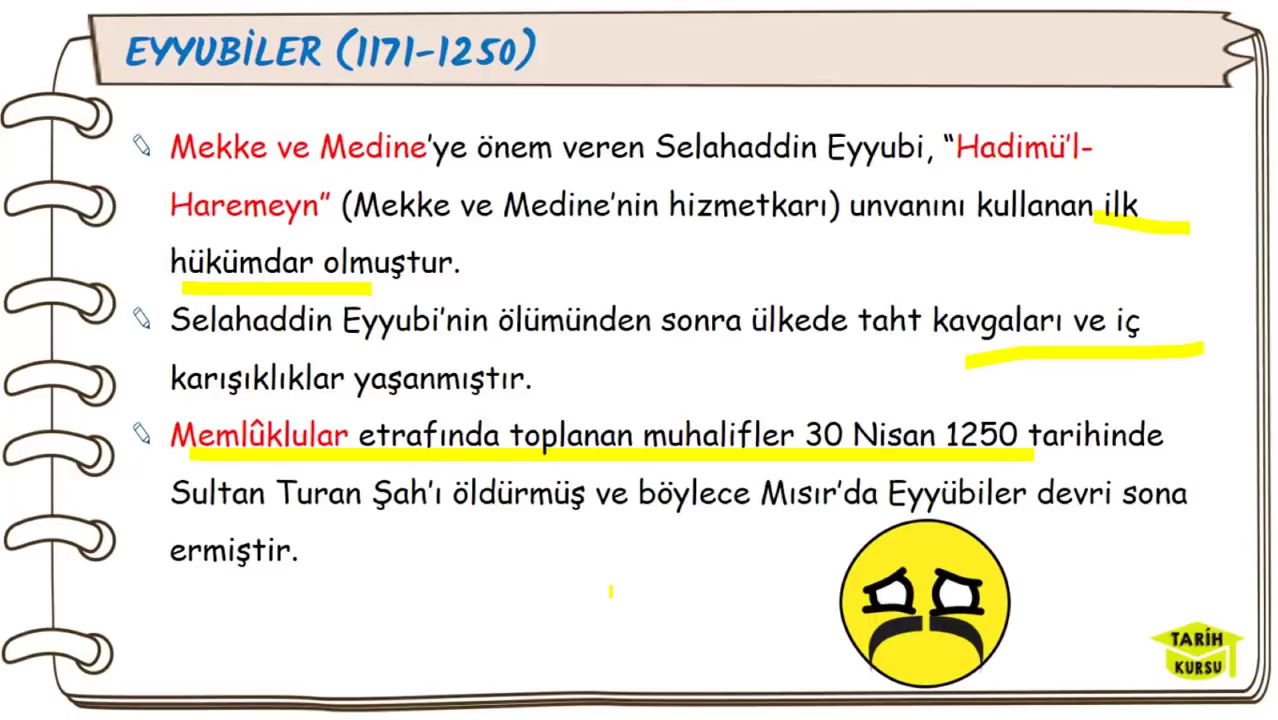 EYYUBİLER (1171-1250)
Mekke ve Medine'ye önem veren Selahaddin Eyyubi, “Hadimü'l-
Haremeyn” (Mekke ve Medine'nin hizmetkarı) unvanını kullanan ilk
hükümdar olmuştur.
Selahaddin Eyyubi'nin ölümünden sonra ülkede taht kavgaları ve iç
karışıklıklar yaşanmıştır.
Memlûklular etrafında toplanan muhalifler 30 Nisan 1250 tarihinde
Sultan Turan Şah'ı öldürmüş ve böylece Mısır'da Eyyübiler devri sona
ermiştir.
TARİH
KURSU